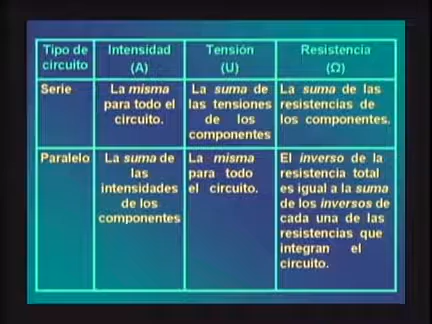 Tipo de circuito
Intensidad (A)
Tensión (U)
Resistencia (Ω)
Serie
La misma
para todo el
circuito.
La suma de
las tensiones
de los
componentes
La suma de las
resistencias de
los componentes.
Paralelo
La suma de
las
intensidades
de los
componentes
La misma
para todo
el circuito.
El inverso de la
resistencia total
es igual a la suma
de los inversos de
cada una de las
resistencias que
integran el
circuito.